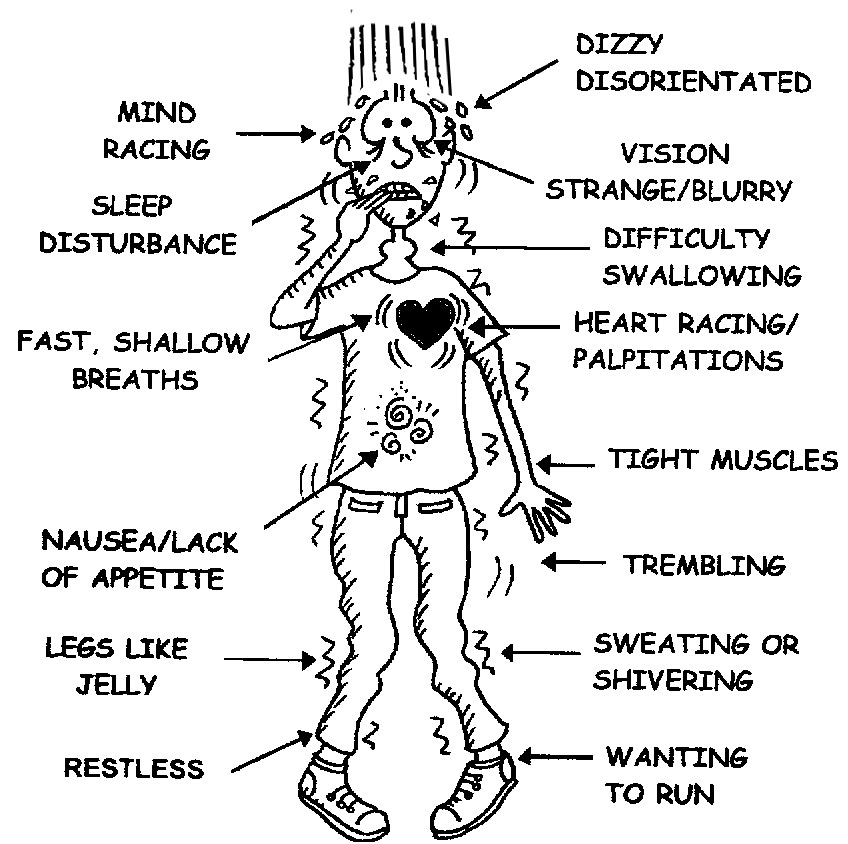 DIZZY
DISORIENTATED
MIND
RACING
VISION
STRANGE/BLURRY
SLEEP
DISTURBANCE
DIFFICULTY
SWALLOWING
FAST, SHALLOW
BREATHS
HEART RACING/
PALPITATIONS
TIGHT MUSCLES
NAUSEA/LACK
OF APPETITE
TREMBLING
LEGS LIKE
JELLY
SWEATING OR
SHIVERING
RESTLESS
WANTING
TO RUN